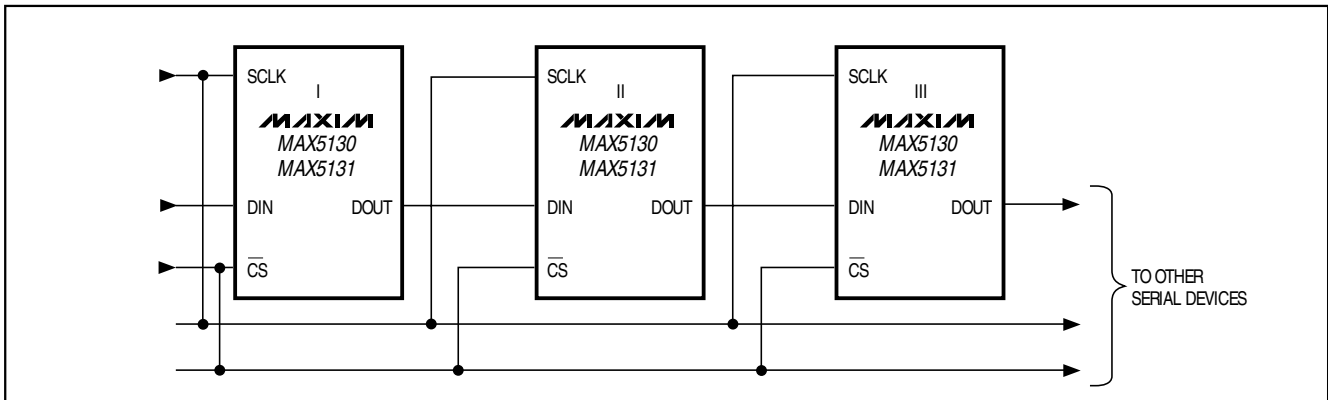 SCLK
I
MAXIM
MAX5130
MAX5131
DIN DOUT
CS
SCLK
II
MAXIM
MAX5130
MAX5131
DIN DOUT
CS
SCLK
III
MAXIM
MAX5130
MAX5131
DIN DOUT
CS
TO OTHER
SERIAL DEVICES